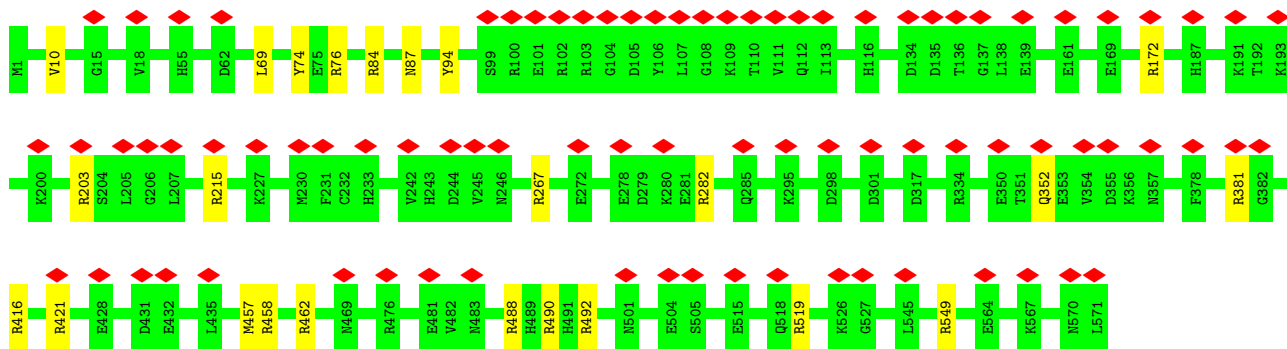 M1 V10 G15 V18 H55 D62 L69 Y74 E75 R76 R84 N87 Y94 S99 R100 E101 R102 R103 G104 D105 Y106 L107 G108 K109 T110 V111 Q112 I113 H116 D134 D135 T136 G137 L138 E139 E161 E169 R172 H187 K191 T192 K193
K200 R203 S204 L205 G206 L207 R215 K227 M230 F231 C232 H233 V242 H243 D244 V245 N246 R267 E272 E278 D279 K280 E281 R282 Q285 K295 D298 D301 D317 R334 E350 T351 Q352 E353 V354 D355 K356 N357 F378 R381 G382
R416 R421 E428 D431 E432 L435 M457 R458 R462 N469 R476 E481 V482 N483 R488 H489 R490 H491 R492 N501 E504 S505 E515 Q518 R519 K526 G527 L545 R549 E564 K567 N570 L571